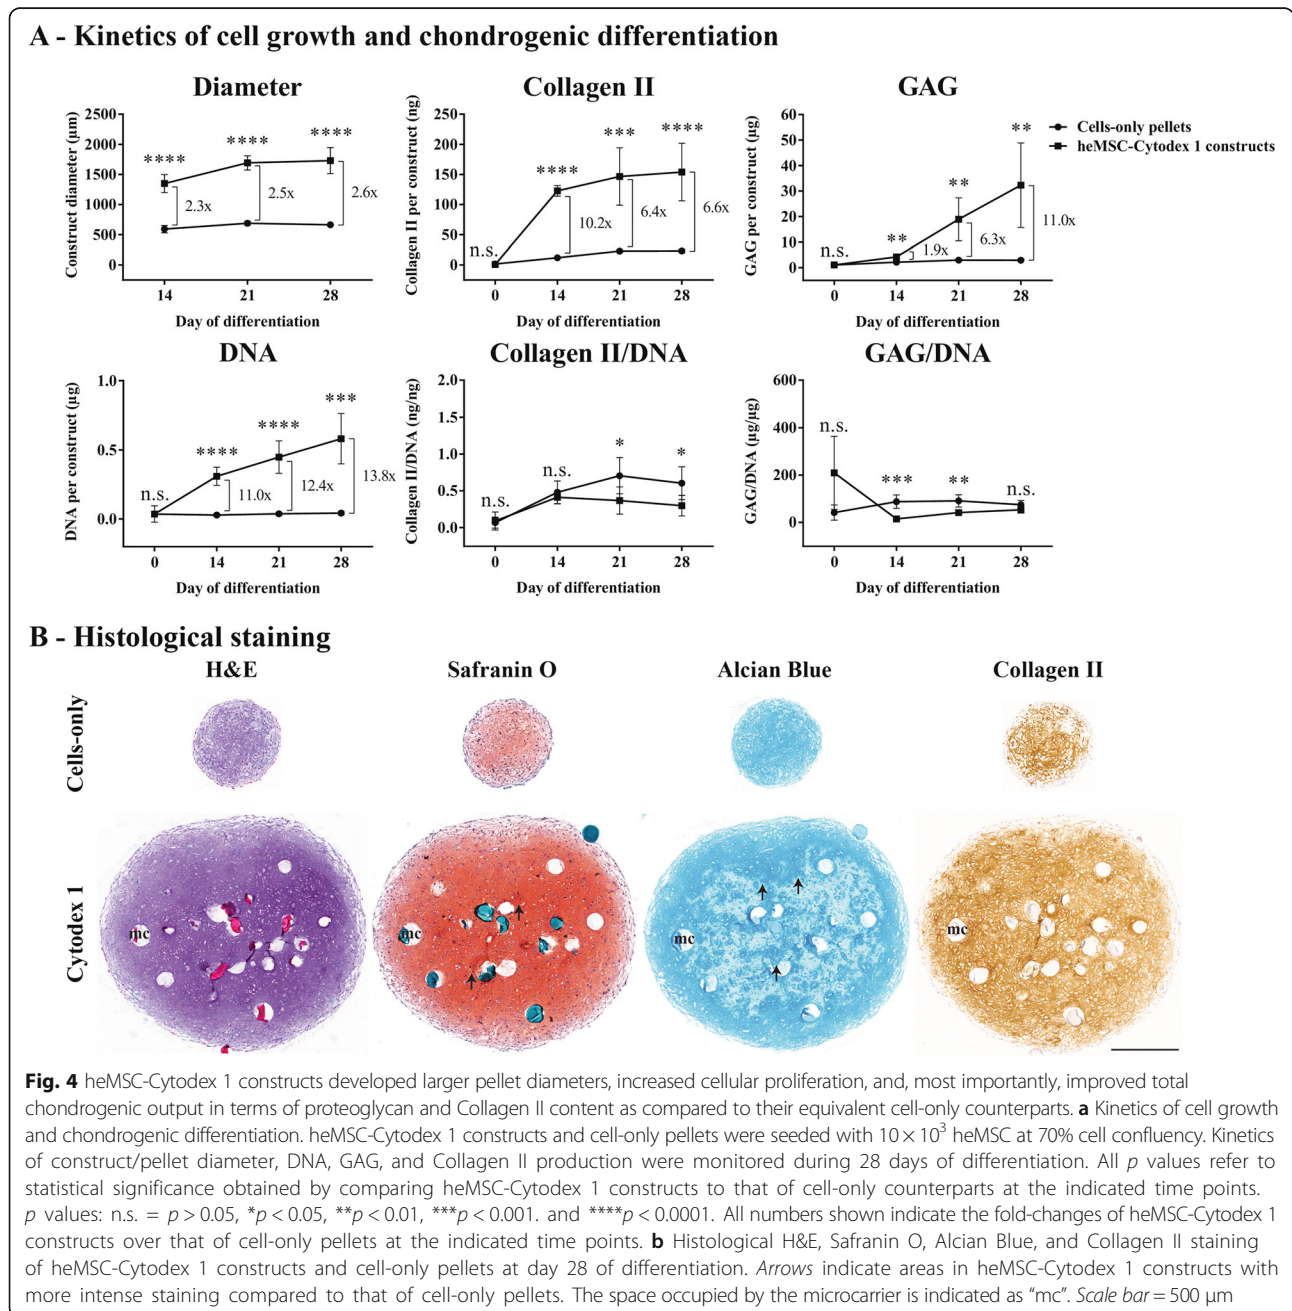 A - Kinetics of cell growth and chondrogenic differentiation
Diameter
Construct diameter (µm)
2500
2000
1500
1000
500
0
****
****
****
2.3x
2.5x
2.6x
14
21
28
Day of differentiation
Collagen II
Collagen II per construct (ng)
250
200
150
100
50
0
n.s.
****
***
****
10.2x
6.4x
6.6x
0
14
21
28
Day of differentiation
GAG
GAG per construct (µg)
60
50
40
30
20
10
0
n.s.
**
**
**
1.9x
6.3x
11.0x
0
14
21
28
Day of differentiation
Cells-only pellets
heMSC-Cytodex 1 constructs
DNA
DNA per construct (µg)
1.0
0.5
0.0
n.s.
****
****
***
11.0x
12.4x
13.8x
0
14
21
28
Day of differentiation
Collagen II/DNA
Collagen II/DNA (ng/ng)
2.0
1.5
1.0
0.5
0.0
n.s.
n.s.
*
*
0
14
21
28
Day of differentiation
GAG/DNA
GAG/DNA (µg/µg)
600
400
200
0
n.s.
***
**
n.s.
0
14
21
28
Day of differentiation
B - Histological staining
H&E
Safranin O
Alcian Blue
Collagen II
Cells-only
Cytodex 1
mc
mc
mc
mc
Fig. 4 heMSC-Cytodex 1 constructs developed larger pellet diameters, increased cellular proliferation, and, most importantly, improved total
chondrogenic output in terms of proteoglycan and Collagen II content as compared to their equivalent cell-only counterparts. a Kinetics of cell growth
and chondrogenic differentiation. heMSC-Cytodex 1 constructs and cell-only pellets were seeded with 10 × 10³ heMSC at 70% cell confluency. Kinetics
of construct/pellet diameter, DNA, GAG, and Collagen II production were monitored during 28 days of differentiation. All p values refer to
statistical significance obtained by comparing heMSC-Cytodex 1 constructs to that of cell-only counterparts at the indicated time points.
p values: n.s. = p > 0.05, *p < 0.05, **p < 0.01, ***p < 0.001. and ****p < 0.0001. All numbers shown indicate the fold-changes of heMSC-Cytodex 1
constructs over that of cell-only pellets at the indicated time points. b Histological H&E, Safranin O, Alcian Blue, and Collagen II staining
of heMSC-Cytodex 1 constructs and cell-only pellets at day 28 of differentiation. Arrows indicate areas in heMSC-Cytodex 1 constructs with
more intense staining compared to that of cell-only pellets. The space occupied by the microcarrier is indicated as "mc". Scale bar = 500 µm